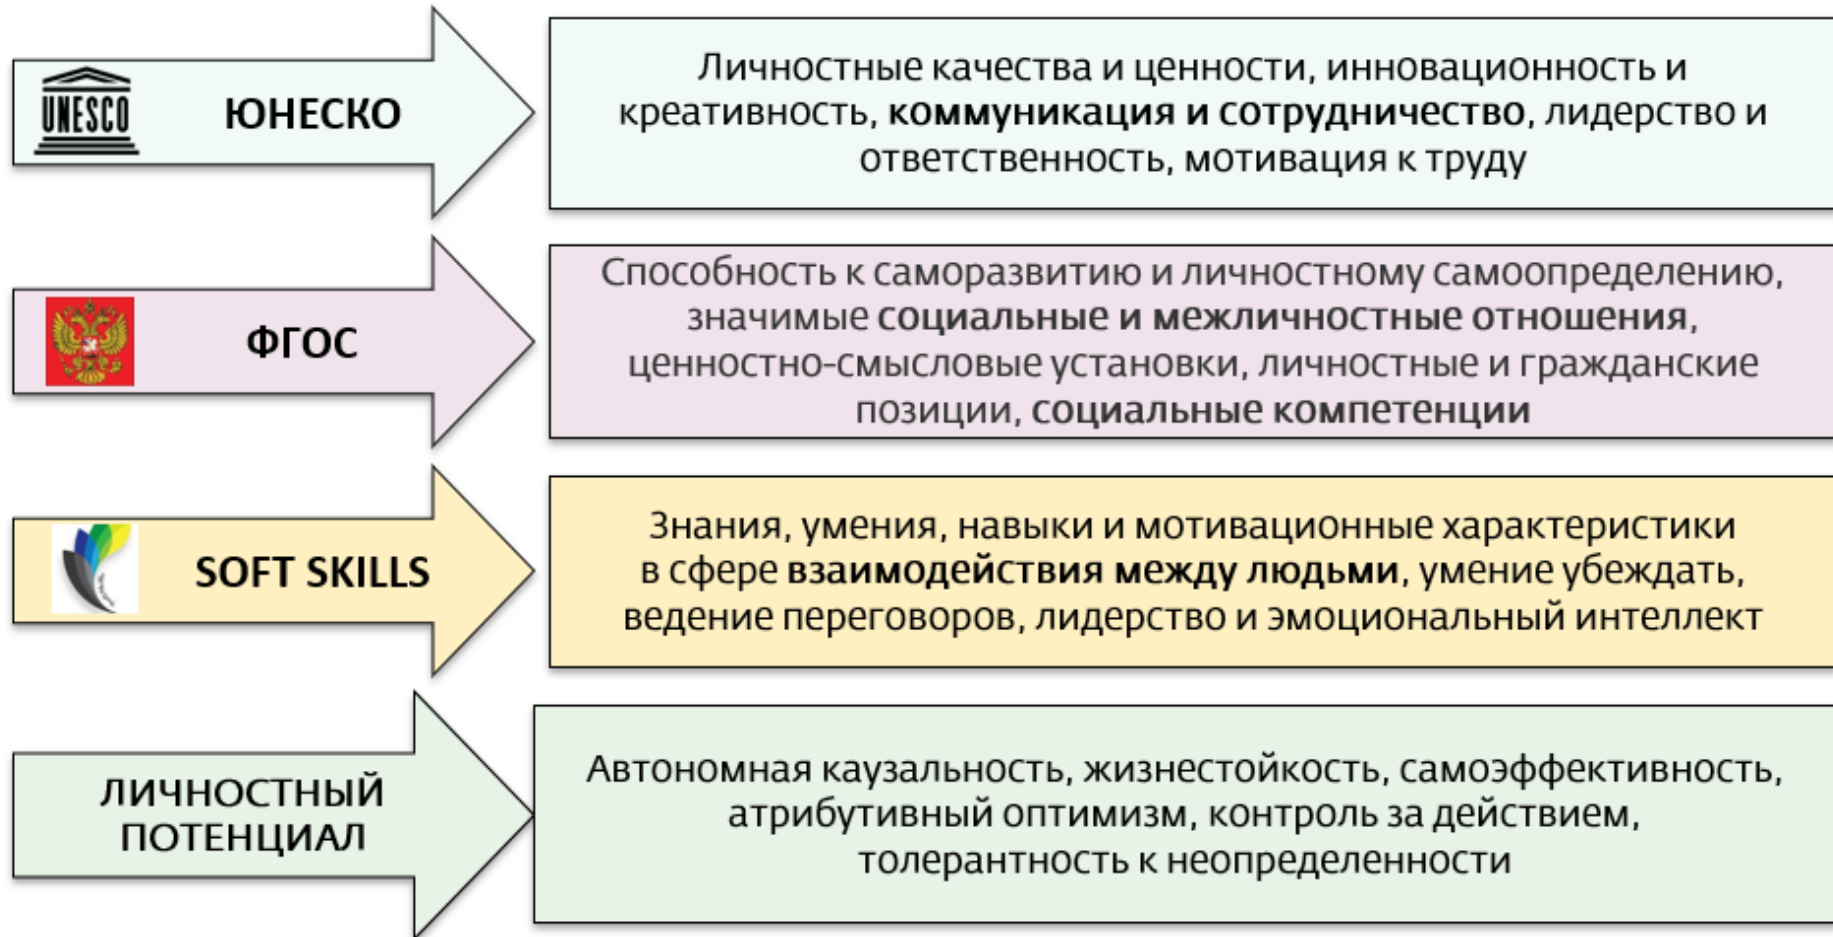 UNESCO
ЮНЕСКО
Личностные качества и ценности, инновационность и
креативность, коммуникация и сотрудничество, лидерство и
ответственность, мотивация к труду
ФГОС
Способность к саморазвитию и личностному самоопределению,
значимые социальные и межличностные отношения,
ценностно-смысловые установки, личностные и гражданские
позиции, социальные компетенции
SOFT SKILLS
Знания, умения, навыки и мотивационные характеристики
в сфере взаимодействия между людьми, умение убеждать,
ведение переговоров, лидерство и эмоциональный интеллект
ЛИЧНОСТНЫЙ
ПОТЕНЦИАЛ
Автономная каузальность, жизнестойкость, самоэффективность,
атрибутивный оптимизм, контроль за действием,
толерантность к неопределенности